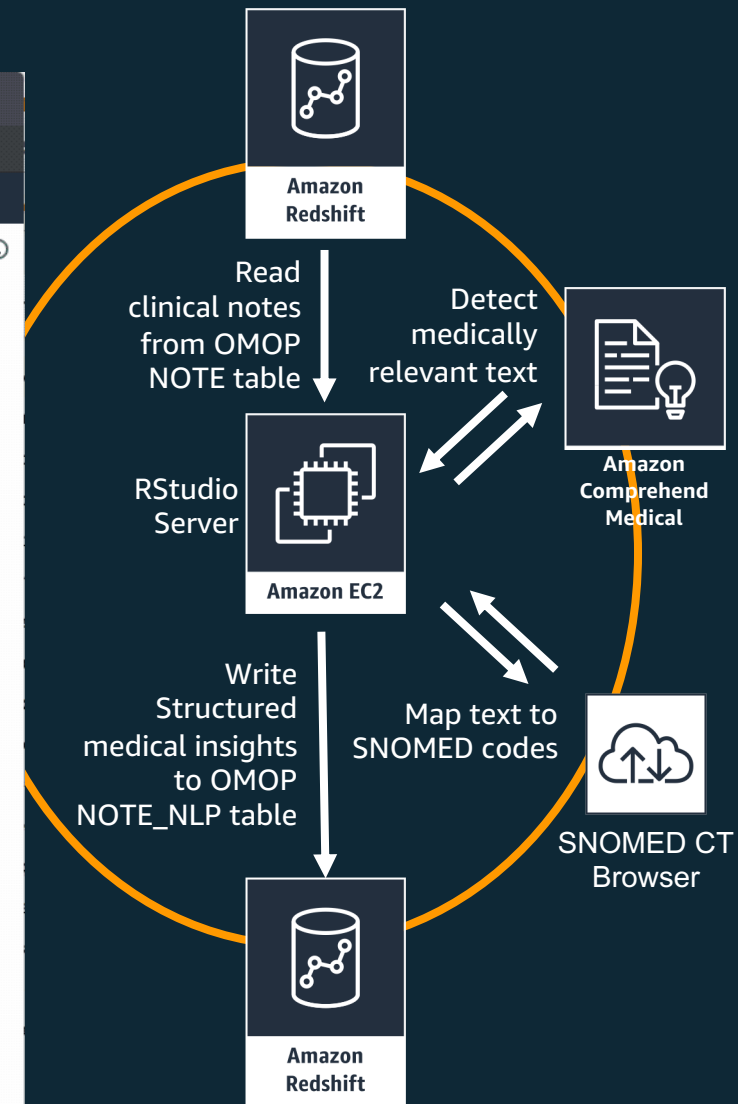 Amazon
Redshift
Read
clinical notes
from OMOP
NOTE table
Detect
medically
relevant text
Amazon
Comprehend
Medical
RStudio
Server
Amazon EC2
Write
Structured
medical insights
to OMOP
NOTE_NLP table
Map text to
SNOMED codes
SNOMED CT
Browser
Amazon
Redshift